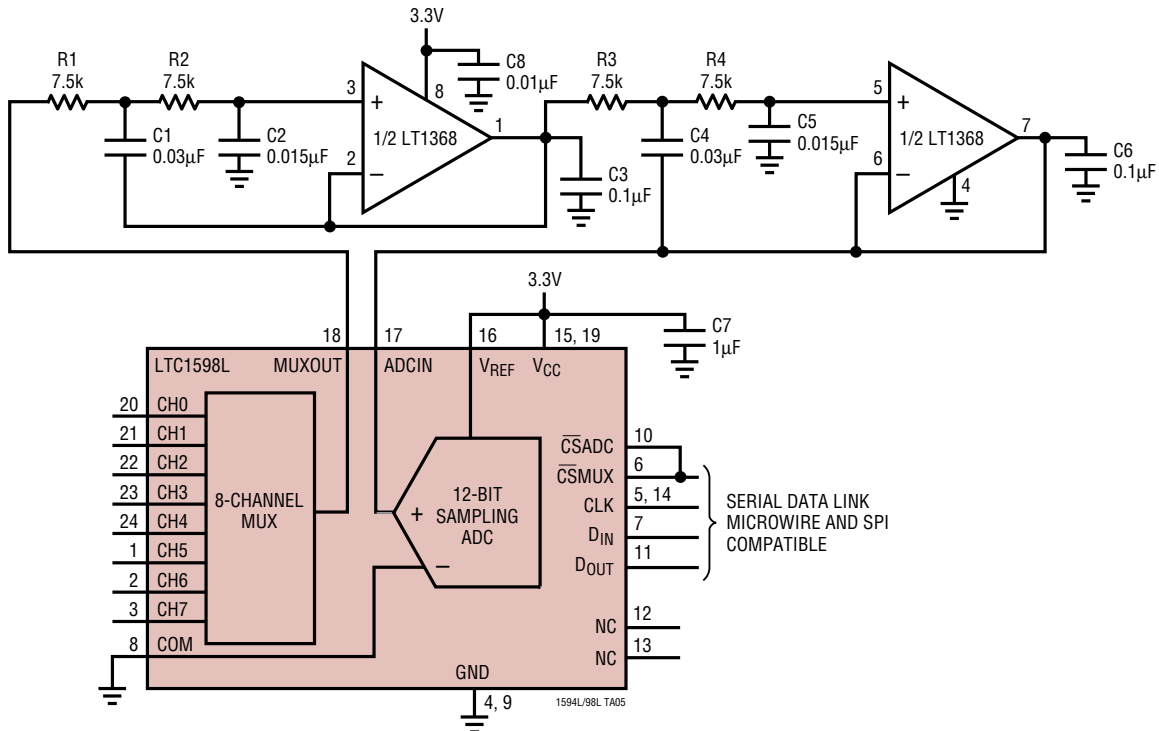 3.3V
R1
7.5k
R2
7.5k
C8
0.01µF
R3
7.5k
R4
7.5k
3
8
+
1/2 LT1368
1
2
−
C1
0.03µF
C2
0.015µF
C3
0.1µF
C4
0.03µF
C5
0.015µF
5
+
1/2 LT1368
7
6
−
4
C6
0.1µF
3.3V
18
17
16
15, 19
C7
1µF
LTC1598L
MUXOUT
ADCIN
VREF
VCC
20 CH0
21 CH1
22 CH2
23 CH3
24 CH4
1 CH5
2 CH6
3 CH7
8 COM
8-CHANNEL
MUX
+
12-BIT
SAMPLING
ADC
−
C̅S̅ADC 10
C̅S̅MUX 6
CLK 5, 14
DIN 7
DOUT 11
NC 12
NC 13
SERIAL DATA LINK
MICROWIRE AND SPI
COMPATIBLE
GND
4, 9
1594L/98L TA05